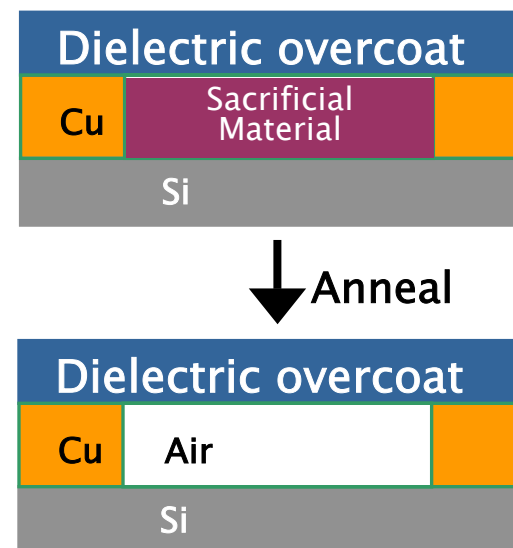 Dielectric overcoat
Cu
Sacrificial
Material
Si
Anneal
Dielectric overcoat
Cu
Air
Si